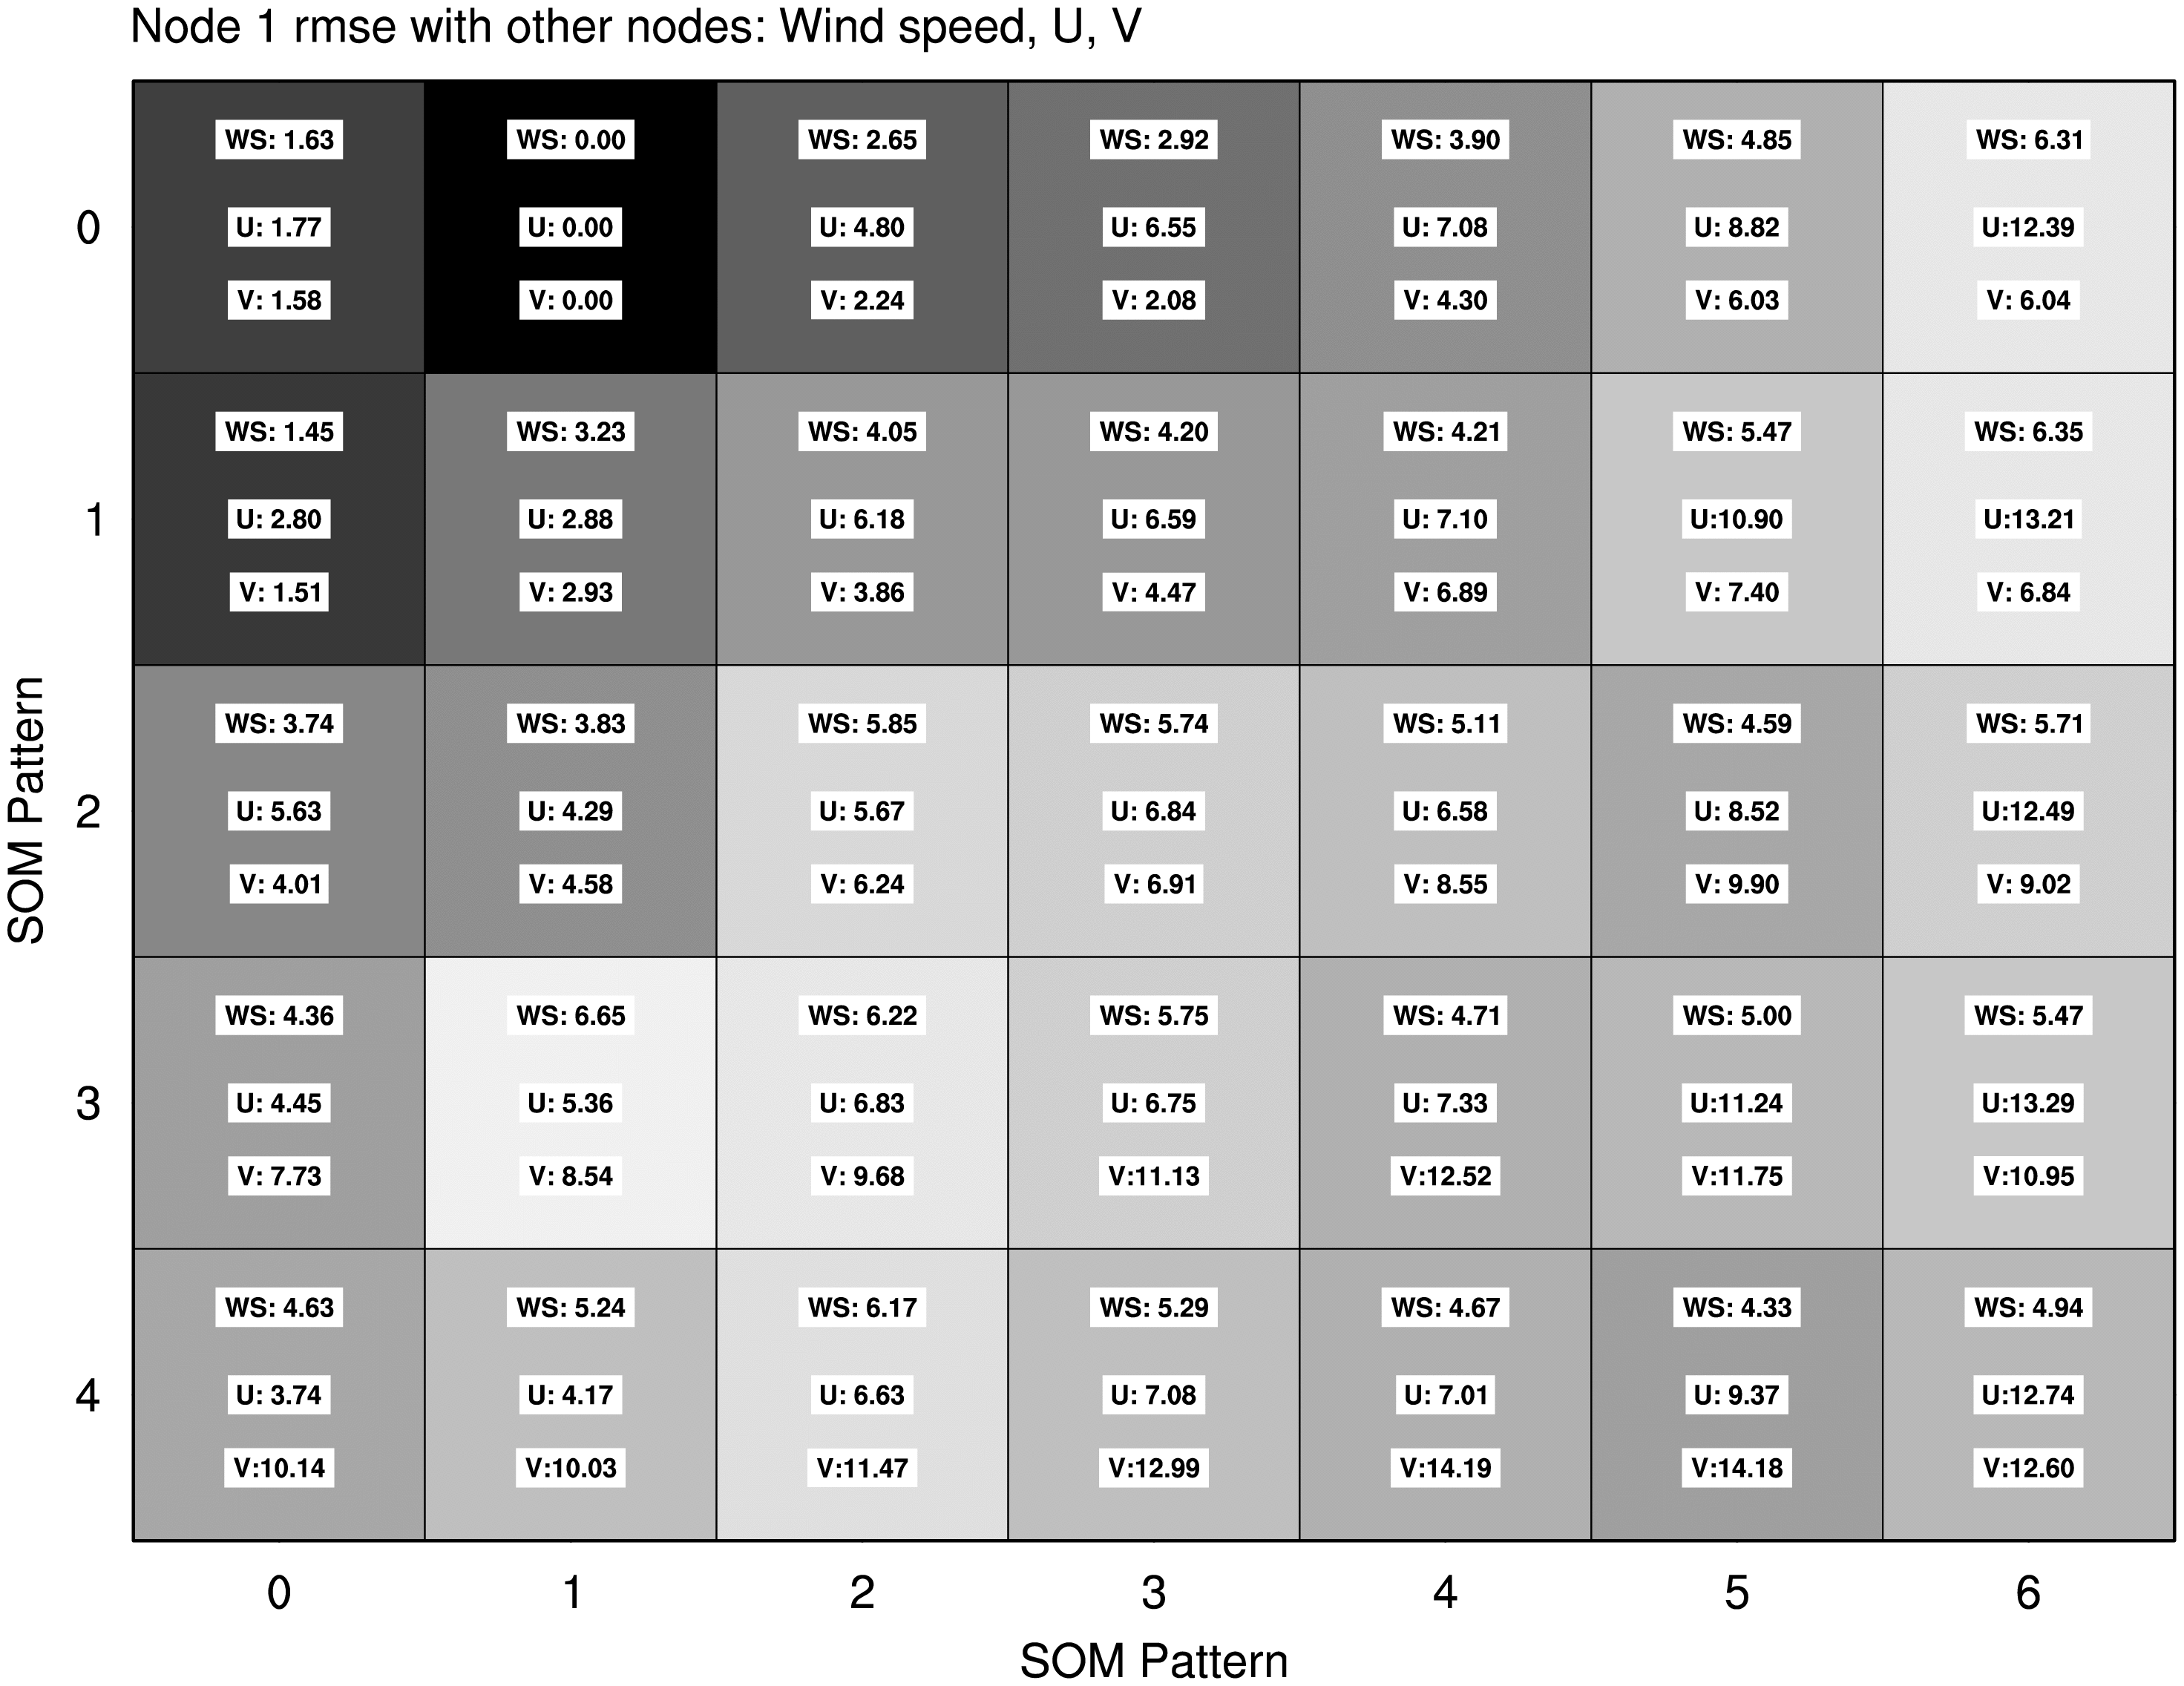 Node 1 rmse with other nodes: Wind speed, U, V
WS: 1.63 WS: 0.00 WS: 2.65 WS: 2.92 WS: 3.90 WS: 4.85 WS: 6.31
0 U: 1.77 U: 0.00 U: 4.80 U: 6.55 U: 7.08 U: 8.82 U:12.39
V: 1.58 V: 0.00 V: 2.24 V: 2.08 V: 4.30 V: 6.03 V: 6.04
WS: 1.45 WS: 3.23 WS: 4.05 WS: 4.20 WS: 4.21 WS: 5.47 WS: 6.35
1 U: 2.80 U: 2.88 U: 6.18 U: 6.59 U: 7.10 U:10.90 U:13.21
V: 1.51 V: 2.93 V: 3.86 V: 4.47 V: 6.89 V: 7.40 V: 6.84
SOM Pattern
WS: 3.74 WS: 3.83 WS: 5.85 WS: 5.74 WS: 5.11 WS: 4.59 WS: 5.71
2 U: 5.63 U: 4.29 U: 5.67 U: 6.84 U: 6.58 U: 8.52 U:12.49
V: 4.01 V: 4.58 V: 6.24 V: 6.91 V: 8.55 V: 9.90 V: 9.02
WS: 4.36 WS: 6.65 WS: 6.22 WS: 5.75 WS: 4.71 WS: 5.00 WS: 5.47
3 U: 4.45 U: 5.36 U: 6.83 U: 6.75 U: 7.33 U:11.24 U:13.29
V: 7.73 V: 8.54 V: 9.68 V:11.13 V:12.52 V:11.75 V:10.95
WS: 4.63 WS: 5.24 WS: 6.17 WS: 5.29 WS: 4.67 WS: 4.33 WS: 4.94
4 U: 3.74 U: 4.17 U: 6.63 U: 7.08 U: 7.01 U: 9.37 U:12.74
V:10.14 V:10.03 V:11.47 V:12.99 V:14.19 V:14.18 V:12.60
0 1 2 3 4 5 6
SOM Pattern